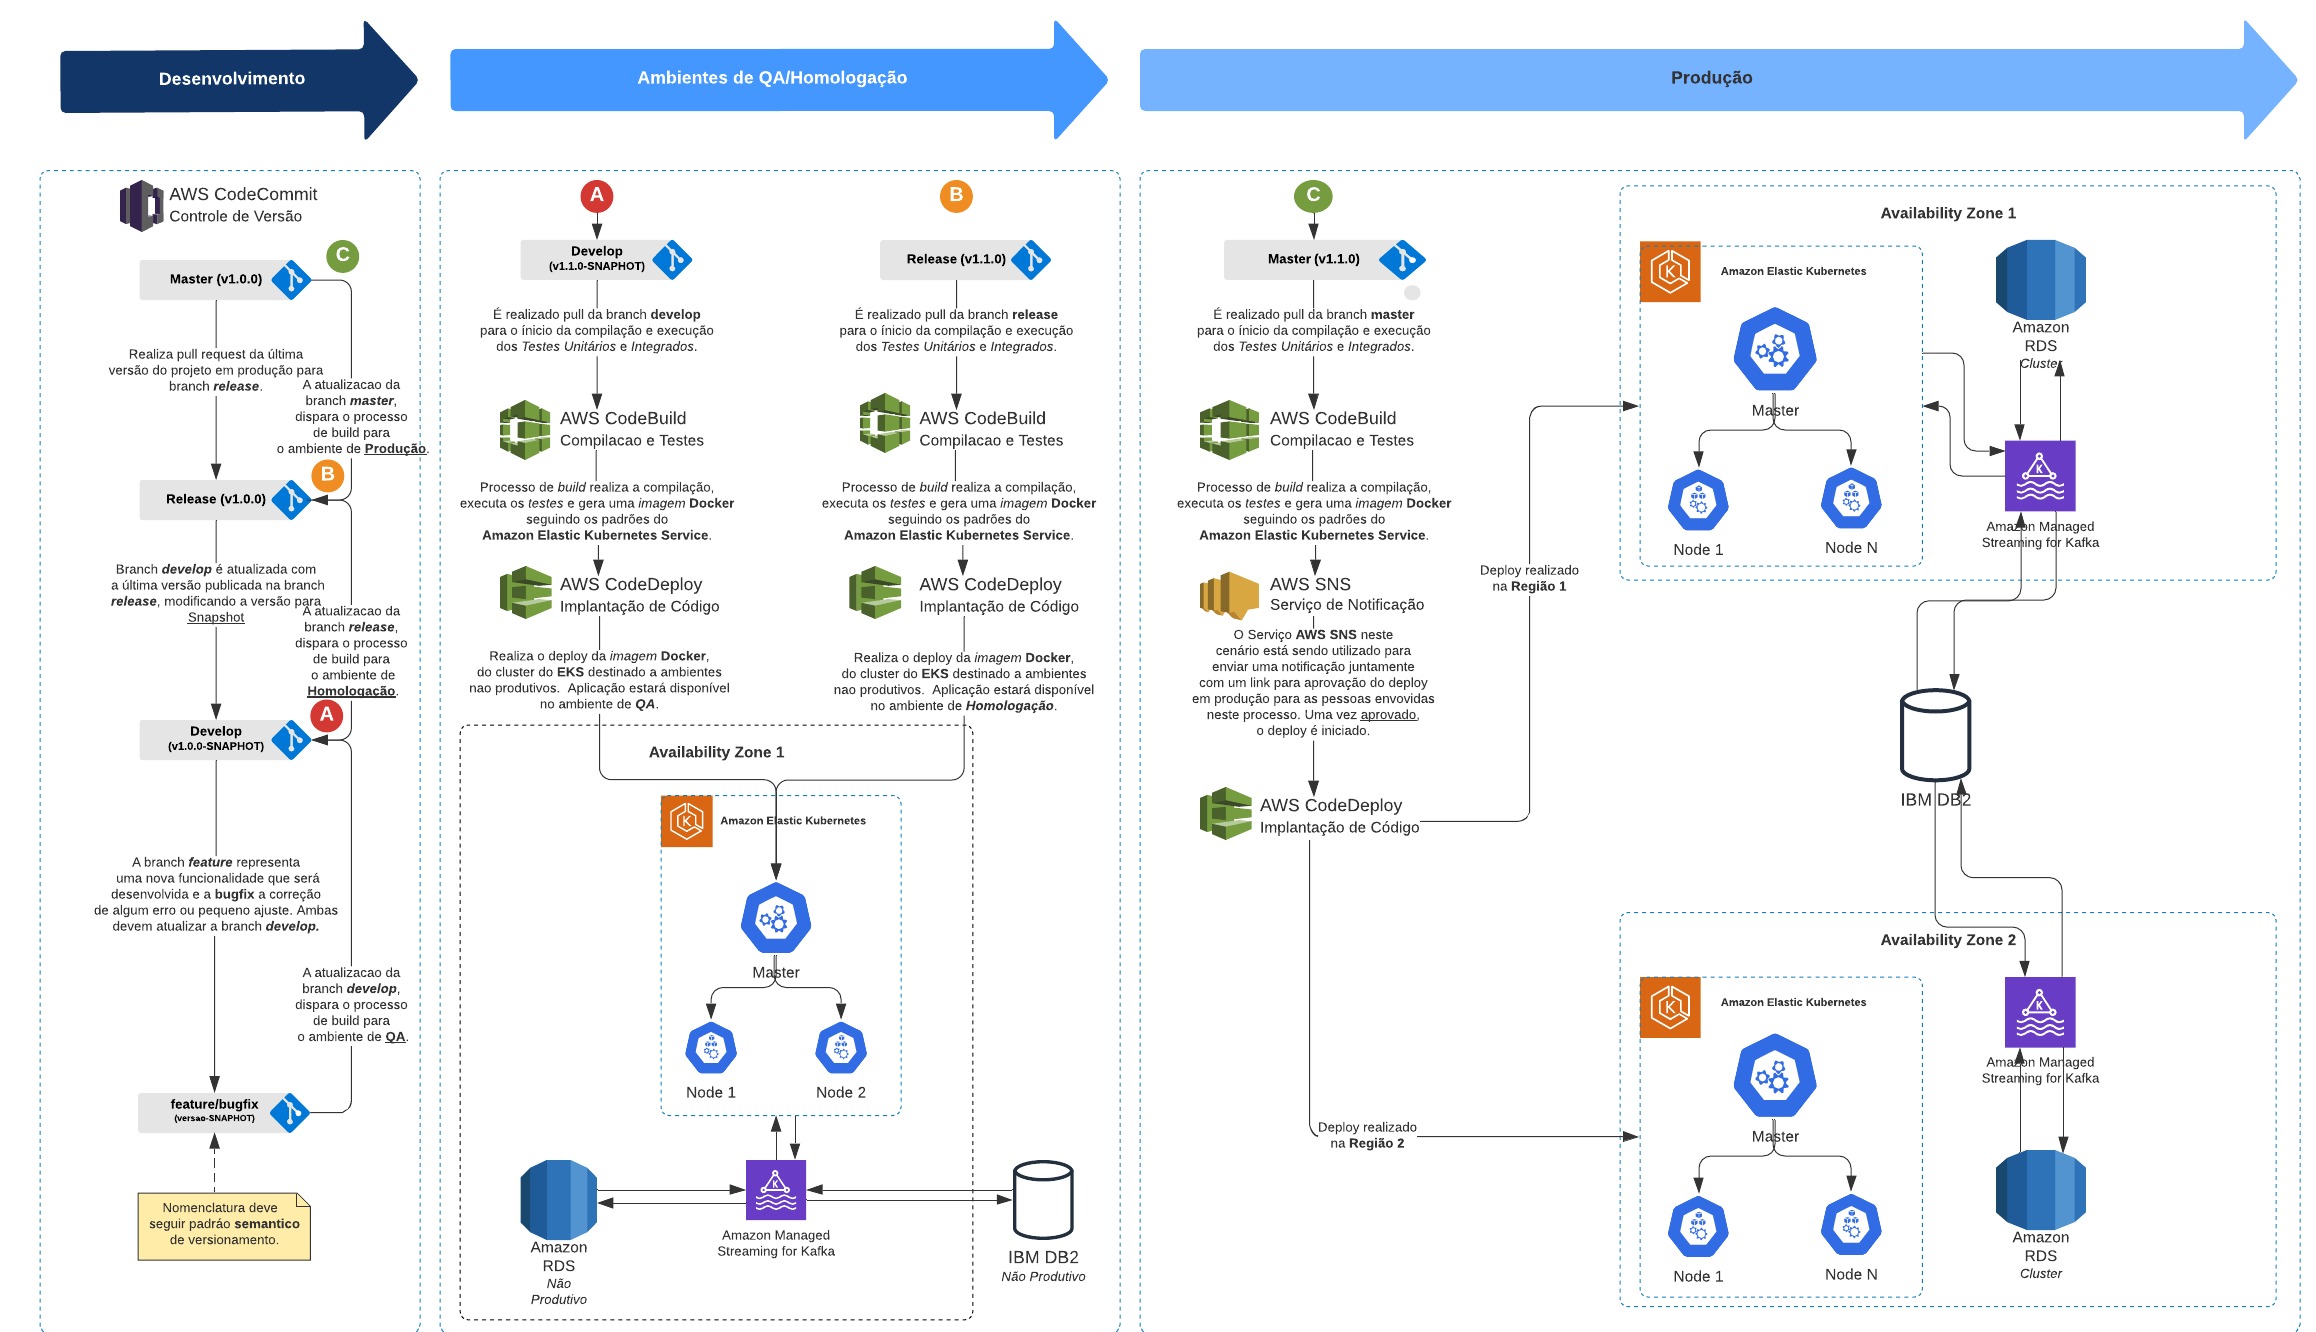 Desenvolvimento
Ambientes de QA/Homologação
Produção
AWS CodeCommit
Controle de Versão
C
Master (v1.0.0)
Realiza pull request da última
versão do projeto em produção para
branch release.
A atualizacao da
branch master,
dispara o processo
de build para
o ambiente de Produção.
B
Release (v1.0.0)
Branch develop é atualizada com
a última versão publicada na branch
release, modificando a versão para
Snapshot
A atualizacao da
branch release,
dispara o processo
de build para
o ambiente de
Homologação.
A
Develop
(v1.0.0-SNAPHOT)
A branch feature representa
uma nova funcionalidade que será
desenvolvida e a bugfix a correção
de algum erro ou pequeno ajuste. Ambas
devem atualizar a branch develop.
A atualizacao da
branch develop,
dispara o processo
de build para
o ambiente de QA.
feature/bugfix
(versao-SNAPHOT)
Nomenclatura deve
seguir padráo semantico
de versionamento.
A
Develop
(v1.1.0-SNAPHOT)
É realizado pull da branch develop
para o ínicio da compilação e execução
dos Testes Unitários e Integrados.
AWS CodeBuild
Compilacao e Testes
Processo de build realiza a compilação,
executa os testes e gera uma imagem Docker
seguindo os padrões do
Amazon Elastic Kubernetes Service.
AWS CodeDeploy
Implantação de Código
Realiza o deploy da imagem Docker,
do cluster do EKS destinado a ambientes
nao produtivos. Aplicação estará disponível
no ambiente de QA.
B
Release (v1.1.0)
É realizado pull da branch release
para o ínicio da compilação e execução
dos Testes Unitários e Integrados.
AWS CodeBuild
Compilacao e Testes
Processo de build realiza a compilação,
executa os testes e gera uma imagem Docker
seguindo os padrões do
Amazon Elastic Kubernetes Service.
AWS CodeDeploy
Implantação de Código
Realiza o deploy da imagem Docker,
do cluster do EKS destinado a ambientes
nao produtivos. Aplicação estará disponível
no ambiente de Homologação.
Availability Zone 1
K
Amazon Elastic Kubernetes
Master
Node 1
Node 2
K
Amazon Managed
Streaming for Kafka
Amazon
RDS
Não
Produtivo
IBM DB2
Não Produtivo
C
Master (v1.1.0)
É realizado pull da branch master
para o ínicio da compilação e execução
dos Testes Unitários e Integrados.
AWS CodeBuild
Compilacao e Testes
Processo de build realiza a compilação,
executa os testes e gera uma imagem Docker
seguindo os padrões do
Amazon Elastic Kubernetes Service.
AWS SNS
Serviço de Notificação
O Serviço AWS SNS neste
cenário está sendo utilizado para
enviar uma notificação juntamente
com um link para aprovação do deploy
em produção para as pessoas envovidas
neste processo. Uma vez aprovado,
o deploy é iniciado.
AWS CodeDeploy
Implantação de Código
Deploy realizado
na Região 1
Deploy realizado
na Região 2
Availability Zone 1
K
Amazon Elastic Kubernetes
Master
Node 1
Node N
Amazon
RDS
Cluster
K
Amazon Managed
Streaming for Kafka
IBM DB2
Availability Zone 2
K
Amazon Elastic Kubernetes
Master
Node 1
Node N
K
Amazon Managed
Streaming for Kafka
Amazon
RDS
Cluster